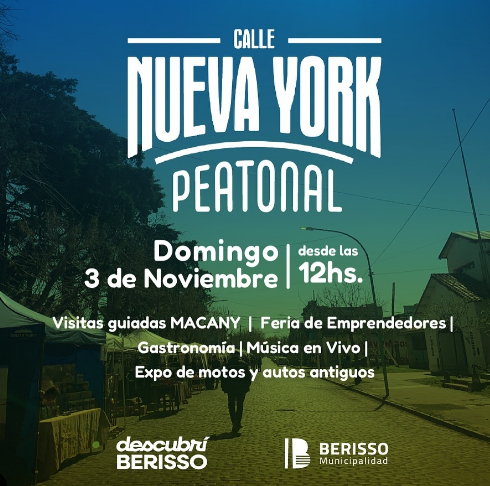 CALLE
NUEVA YORK
PEATONAL
Domingo
3 de Noviembre
desde las
12hs.
Visitas guiadas MACANY | Feria de Emprendedores |
Gastronomía | Música en Vivo |
Expo de motos y autos antiguos
descubrí
BERISSO
BERISSO
Municipalidad